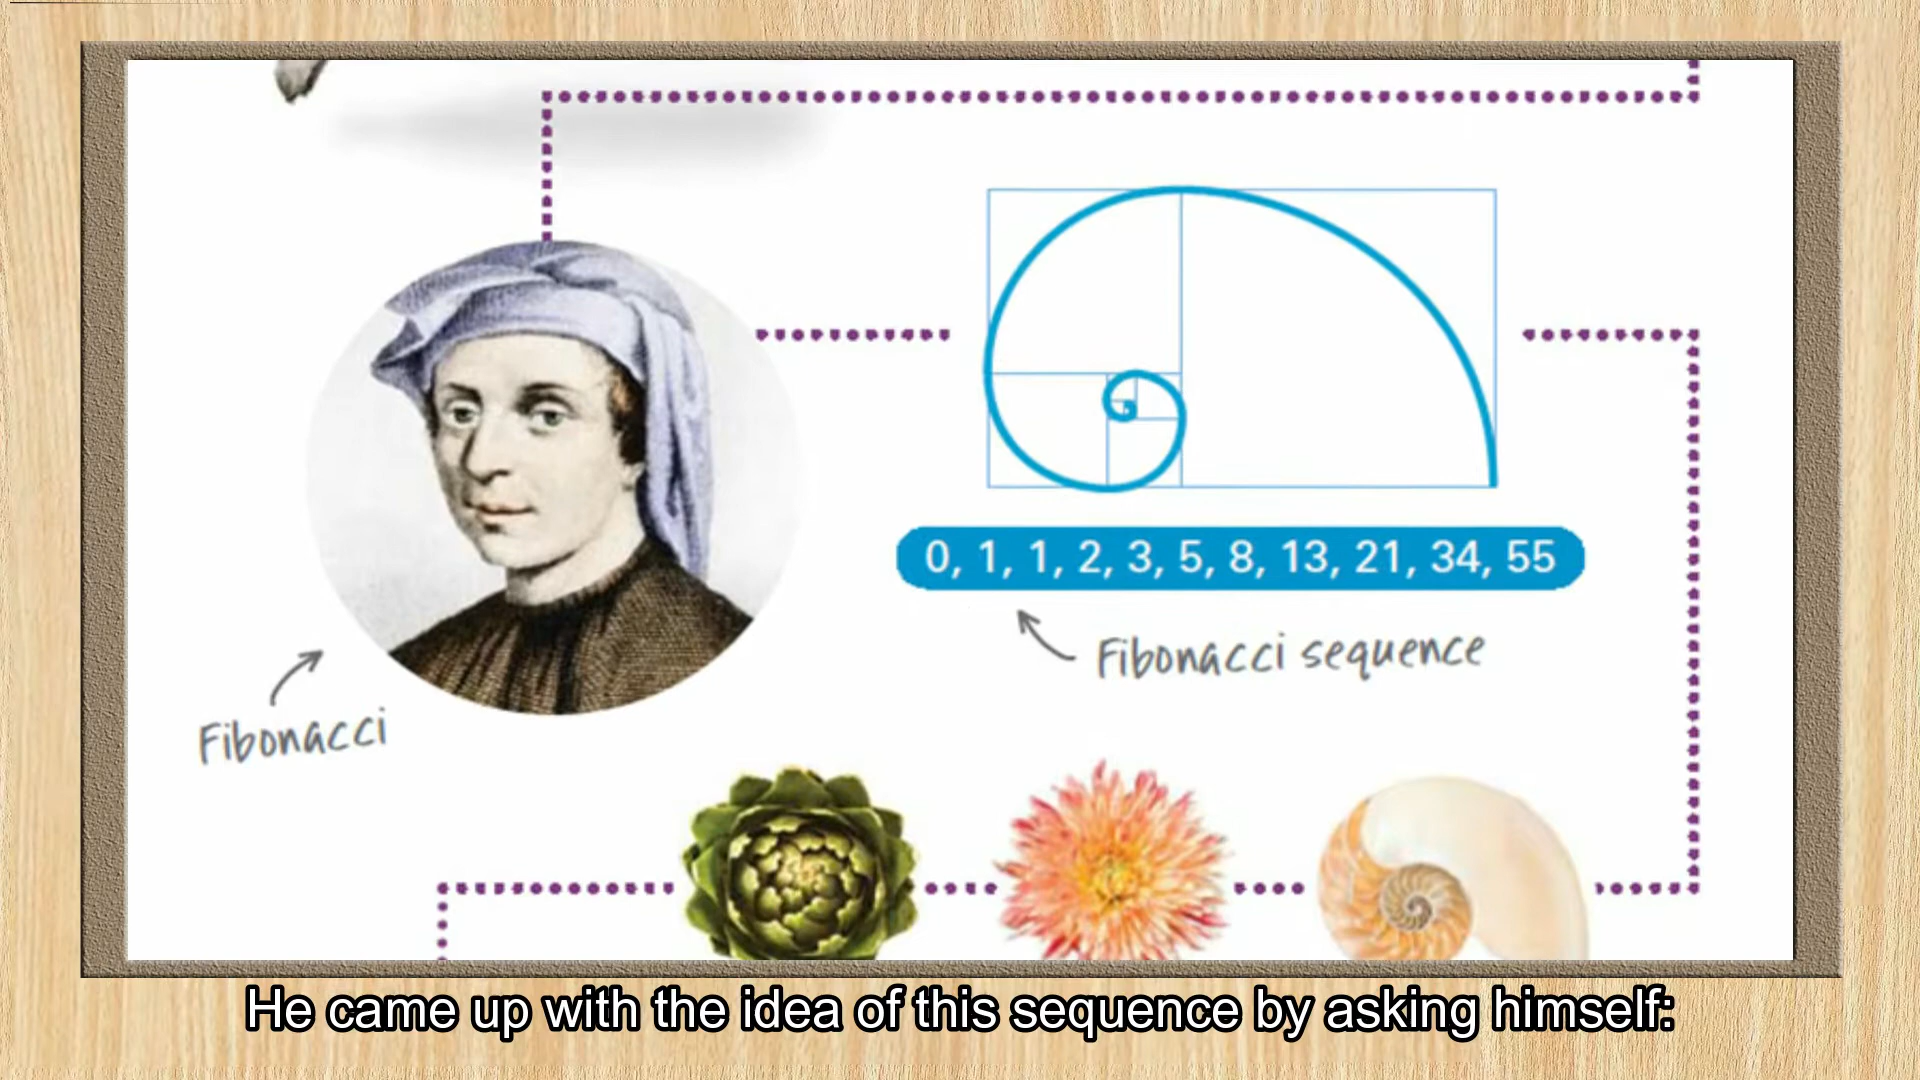 0, 1, 1, 2, 3, 5, 8, 13, 21, 34, 55
Fibonacci sequence
Fibonacci
He came up with the idea of this sequence by asking himself: